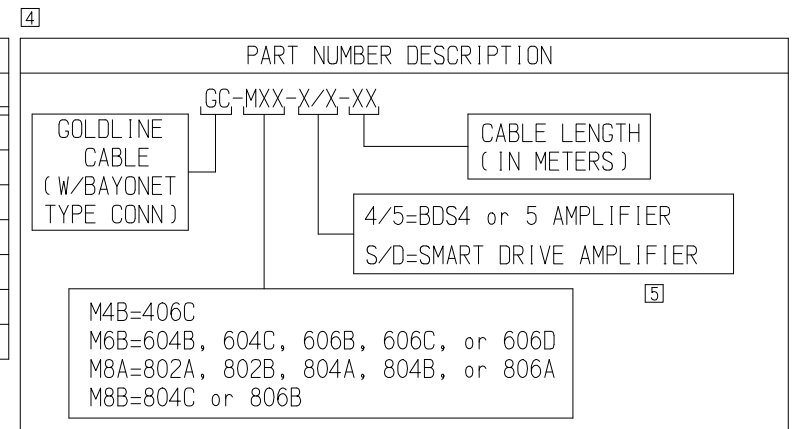 4
PART NUMBER DESCRIPTION
GC-MXX-X/X-XX
GOLDLINE
CABLE
(W/BAYONET
TYPE CONN)
CABLE LENGTH
(IN METERS)
4/5=BDS4 or 5 AMPLIFIER
S/D=SMART DRIVE AMPLIFIER
5
M4B=406C
M6B=604B, 604C, 606B, 606C, or 606D
M8A=802A, 802B, 804A, 804B, or 806A
M8B=804C or 806B